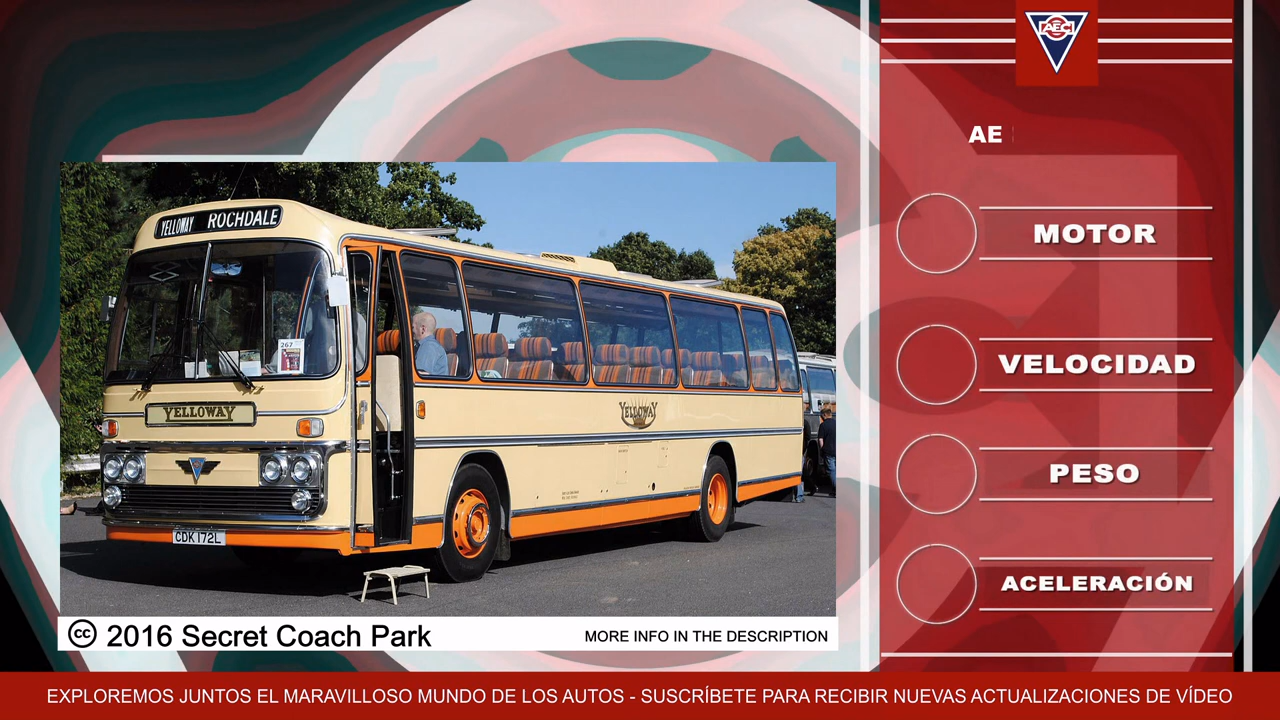 AEC
AE
YELLOWAY ROCHDALE
267
YELLOWAY
YELLOWAY
CDK 172L
MOTOR
VELOCIDAD
PESO
ACELERACIÓN
cc 2016 Secret Coach Park
MORE INFO IN THE DESCRIPTION
EXPLOREMOS JUNTOS EL MARAVILLOSO MUNDO DE LOS AUTOS - SUSCRÍBETE PARA RECIBIR NUEVAS ACTUALIZACIONES DE VÍDEO